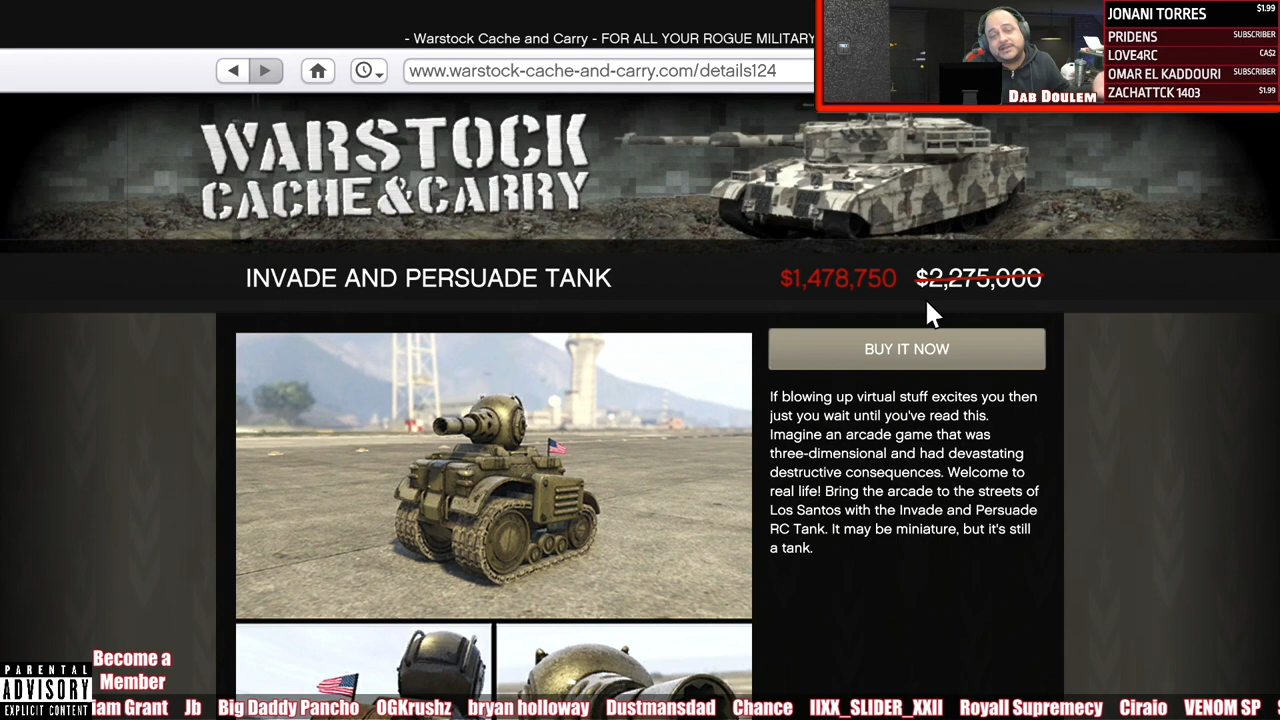 - Warstock Cache and Carry - FOR ALL YOUR ROGUE MILITARY
www.warstock-cache-and-carry.com/details124
JONANI TORRES $1.99
PRIDENS SUBSCRIBER
LOVE4RC CA$2
OMAR EL KADDOURI SUBSCRIBER
ZACHATTCK 1403 $1.99
DAB DOULEM
WARSTOCK
CACHE & CARRY
INVADE AND PERSUADE TANK $1,478,750 $2,275,000
BUY IT NOW
If blowing up virtual stuff excites you then
just you wait until you've read this.
Imagine an arcade game that was
three-dimensional and had devastating
destructive consequences. Welcome to
real life! Bring the arcade to the streets of
Los Santos with the Invade and Persuade
RC Tank. It may be miniature, but it's still
a tank.
Become a
Member
PARENTAL
ADVISORY
EXPLICIT CONTENT
iam Grant Jb Big Daddy Pancho OGKrushz bryan holloway Dustmansdad Chance IIXX_SLIDER_XXII Royall Supremecy Ciraio VENOM SP